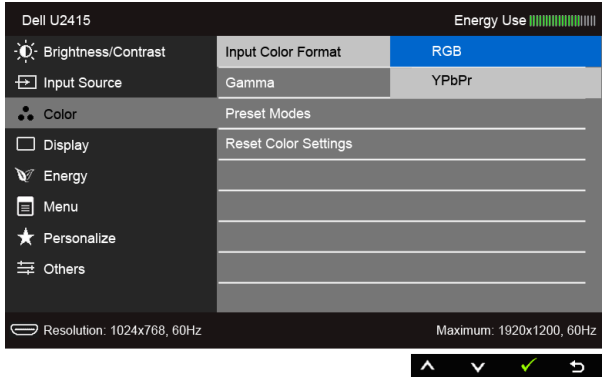 Dell U2415 Energy Use
Brightness/Contrast Input Color Format RGB
Input Source Gamma YPbPr
Color Preset Modes
Display Reset Color Settings
Energy
Menu
Personalize
Others
Resolution: 1024x768, 60Hz Maximum: 1920x1200, 60Hz